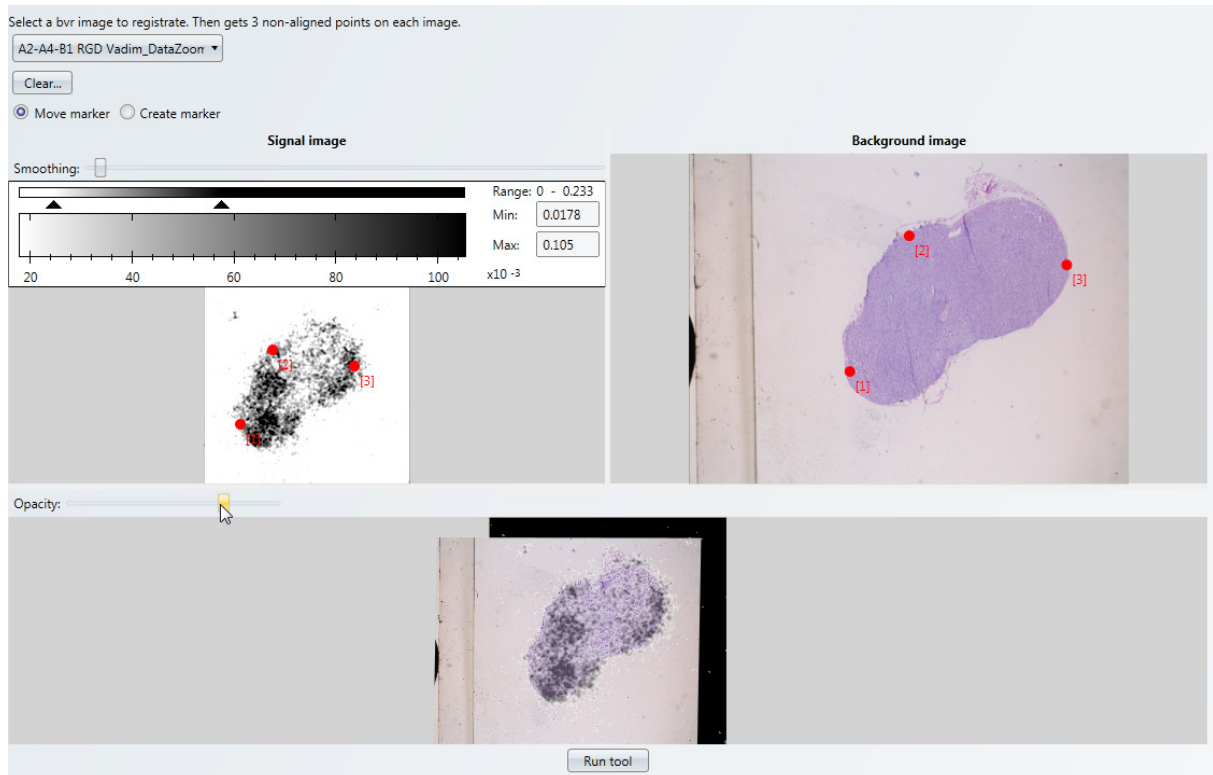 Select a bvr image to registrate. Then gets 3 non-aligned points on each image.
A2-A4-B1 RGD Vadim_DataZoom
Clear...
Move marker Create marker
Signal image
Background image
Smoothing:
Range: 0 - 0.233
Min: 0.0178
Max: 0.105
20 40 60 80 100 x10 -3
[2]
[3]
[1]
[2]
[3]
[1]
Opacity:
Run tool